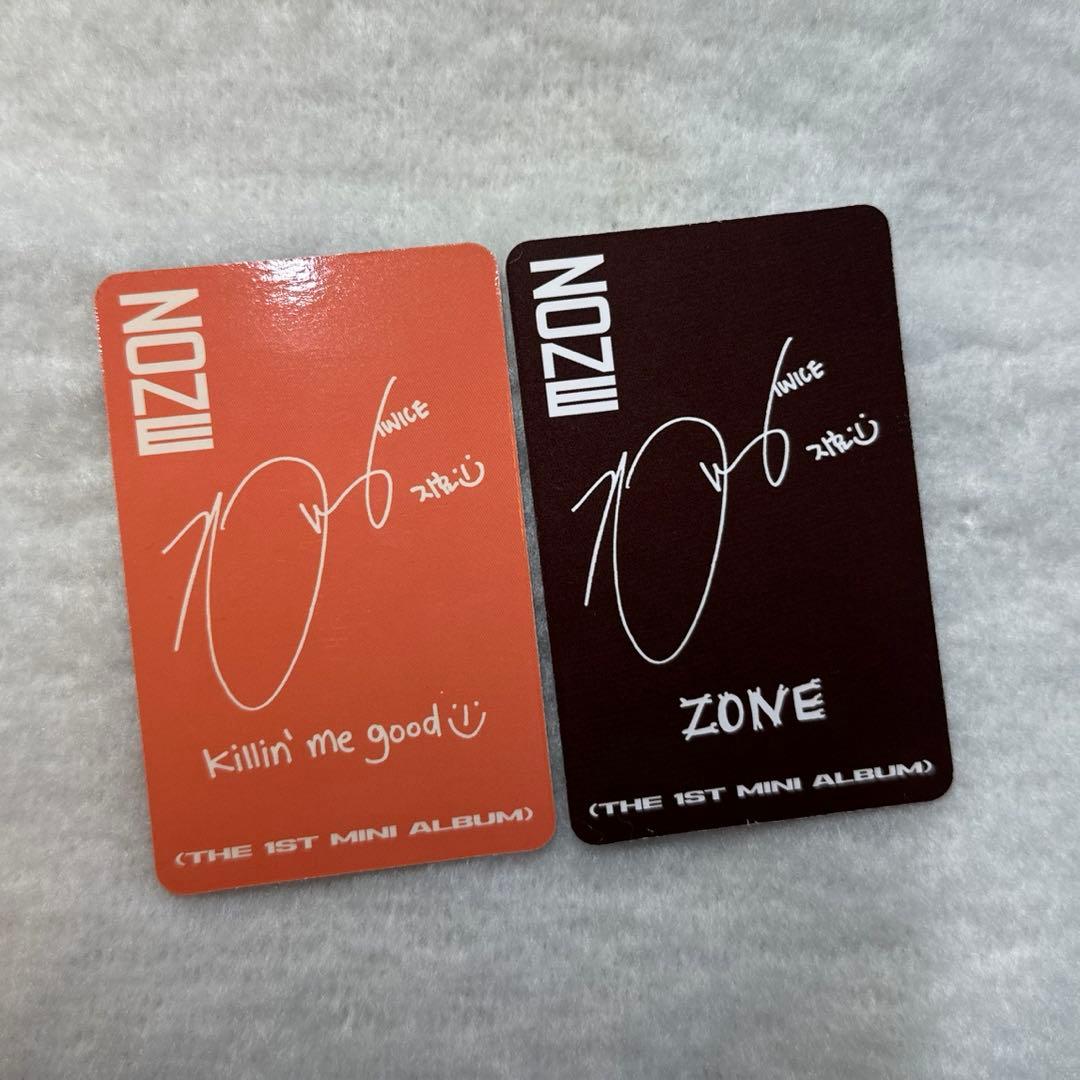 ZONE
TWICE
지효
killin' me good
(THE 1ST MINI ALBUM)
ZONE
TWICE
지효
ZONE
(THE 1ST MINI ALBUM)